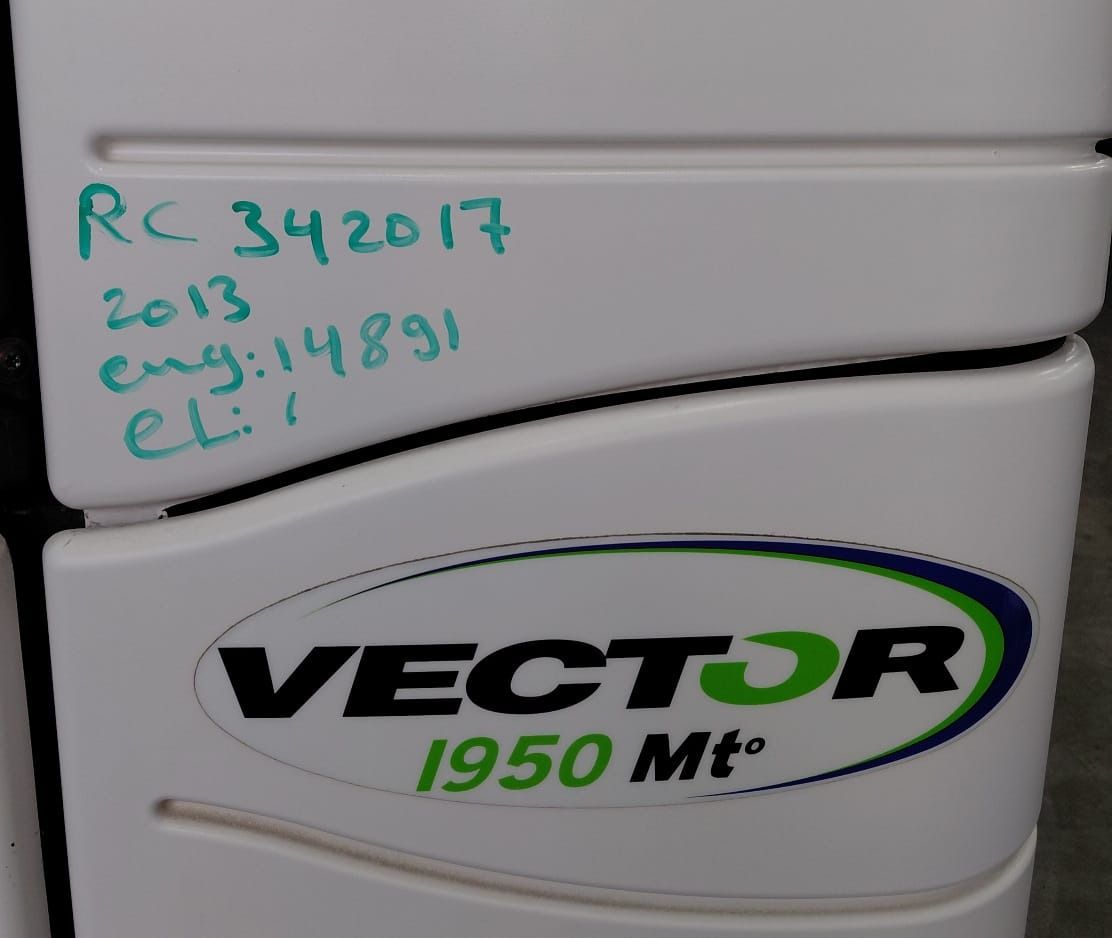 RC 342017
2013
eng: 14891
eL: 1
VECTOR
1950 Mt°